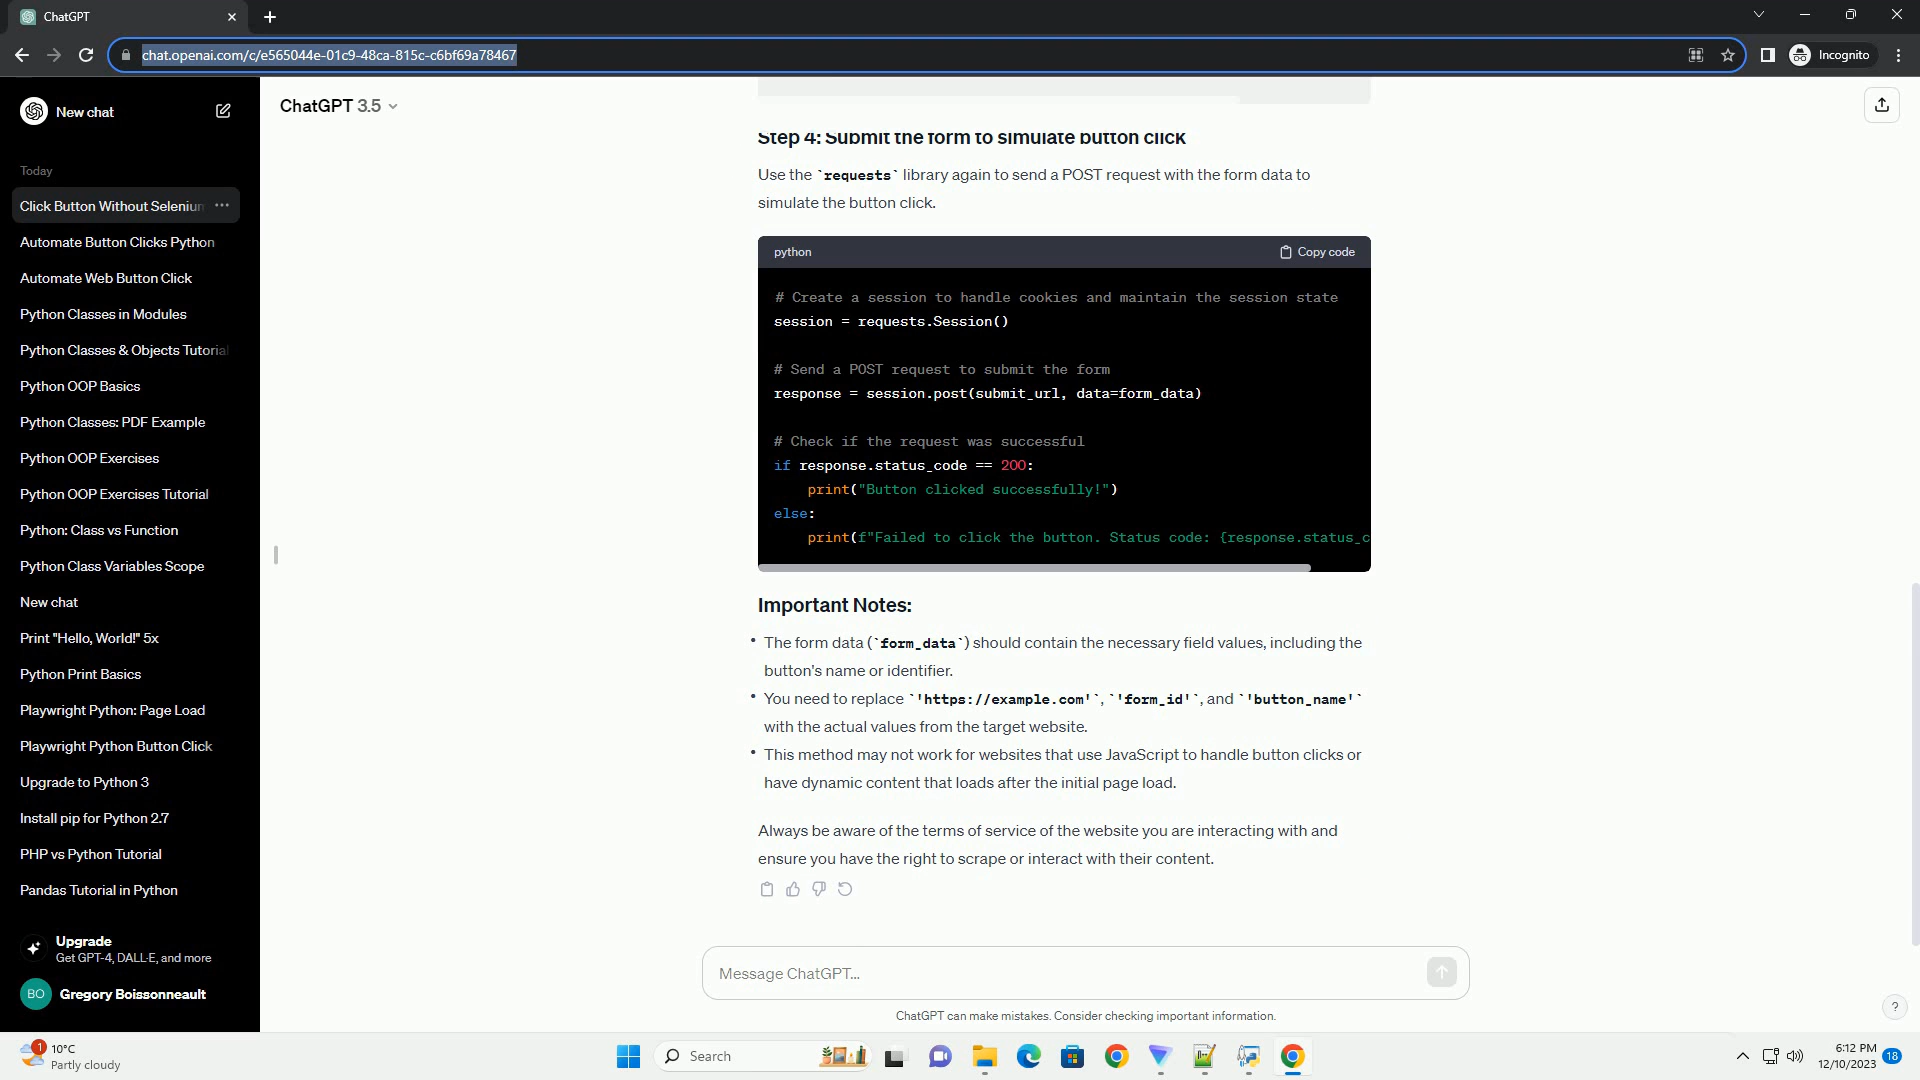 ChatGPT
chat.openai.com/c/e565044e-01c9-48ca-815c-c6bf69a78467
Incognito
New chat
ChatGPT 3.5
Today
Click Button Without Selenium
Automate Button Clicks Python
Automate Web Button Click
Python Classes in Modules
Python Classes & Objects Tutorial
Python OOP Basics
Python Classes: PDF Example
Python OOP Exercises
Python OOP Exercises Tutorial
Python: Class vs Function
Python Class Variables Scope
New chat
Print "Hello, World!" 5x
Python Print Basics
Playwright Python: Page Load
Playwright Python Button Click
Upgrade to Python 3
Install pip for Python 2.7
PHP vs Python Tutorial
Pandas Tutorial in Python
Upgrade
Get GPT-4, DALL·E, and more
BO
Gregory Boissonneault
Step 4: Submit the form to simulate button click
Use the `requests` library again to send a POST request with the form data to
simulate the button click.
python
Copy code
# Create a session to handle cookies and maintain the session state
session = requests.Session()
# Send a POST request to submit the form
response = session.post(submit_url, data=form_data)
# Check if the request was successful
if response.status_code == 200:
print("Button clicked successfully!")
else:
print(f"Failed to click the button. Status code: {response.status_c
Important Notes:
• The form data (`form_data`) should contain the necessary field values, including the
button's name or identifier.
• You need to replace `'https://example.com'`, `'form_id'`, and `'button_name'`
with the actual values from the target website.
• This method may not work for websites that use JavaScript to handle button clicks or
have dynamic content that loads after the initial page load.
Always be aware of the terms of service of the website you are interacting with and
ensure you have the right to scrape or interact with their content.
Message ChatGPT...
ChatGPT can make mistakes. Consider checking important information.
?
1
10°C
Partly cloudy
Search
6:12 PM
12/10/2023
18